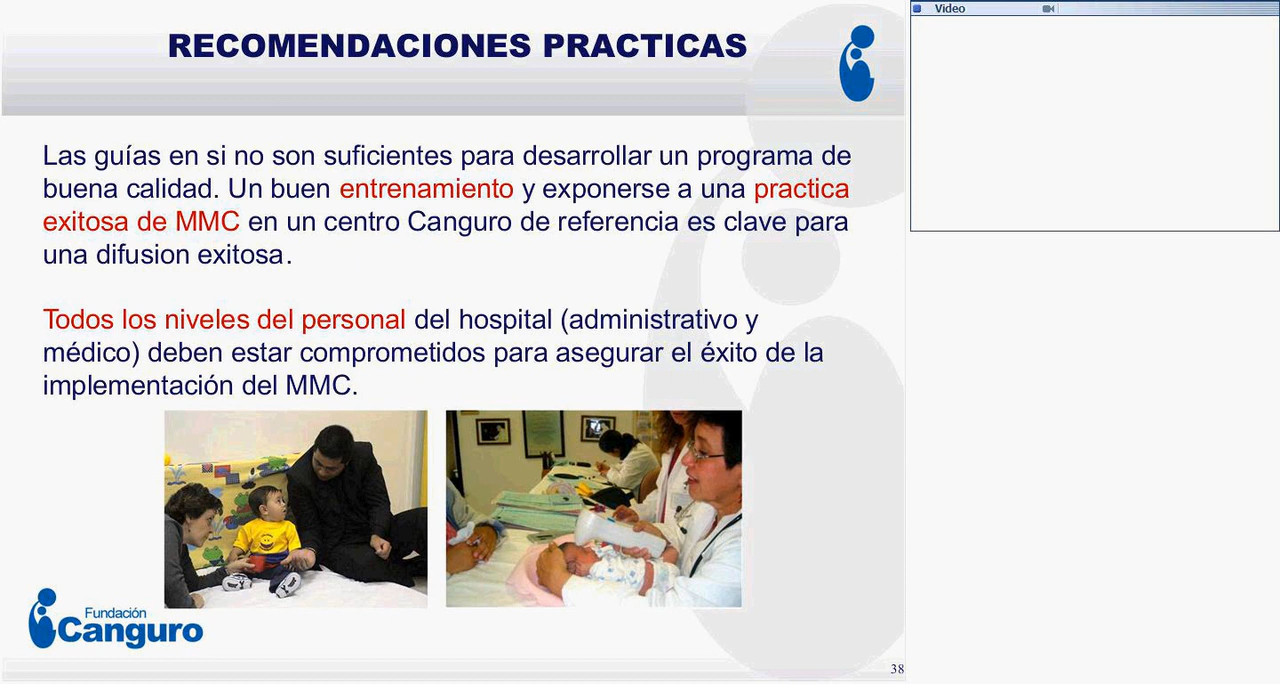 RECOMENDACIONES PRACTICAS
Video
Las guías en si no son suficientes para desarrollar un programa de
buena calidad. Un buen entrenamiento y exponerse a una practica
exitosa de MMC en un centro Canguro de referencia es clave para
una difusion exitosa.
Todos los niveles del personal del hospital (administrativo y
médico) deben estar comprometidos para asegurar el éxito de la
implementación del MMC.
Fundación
Canguro
38